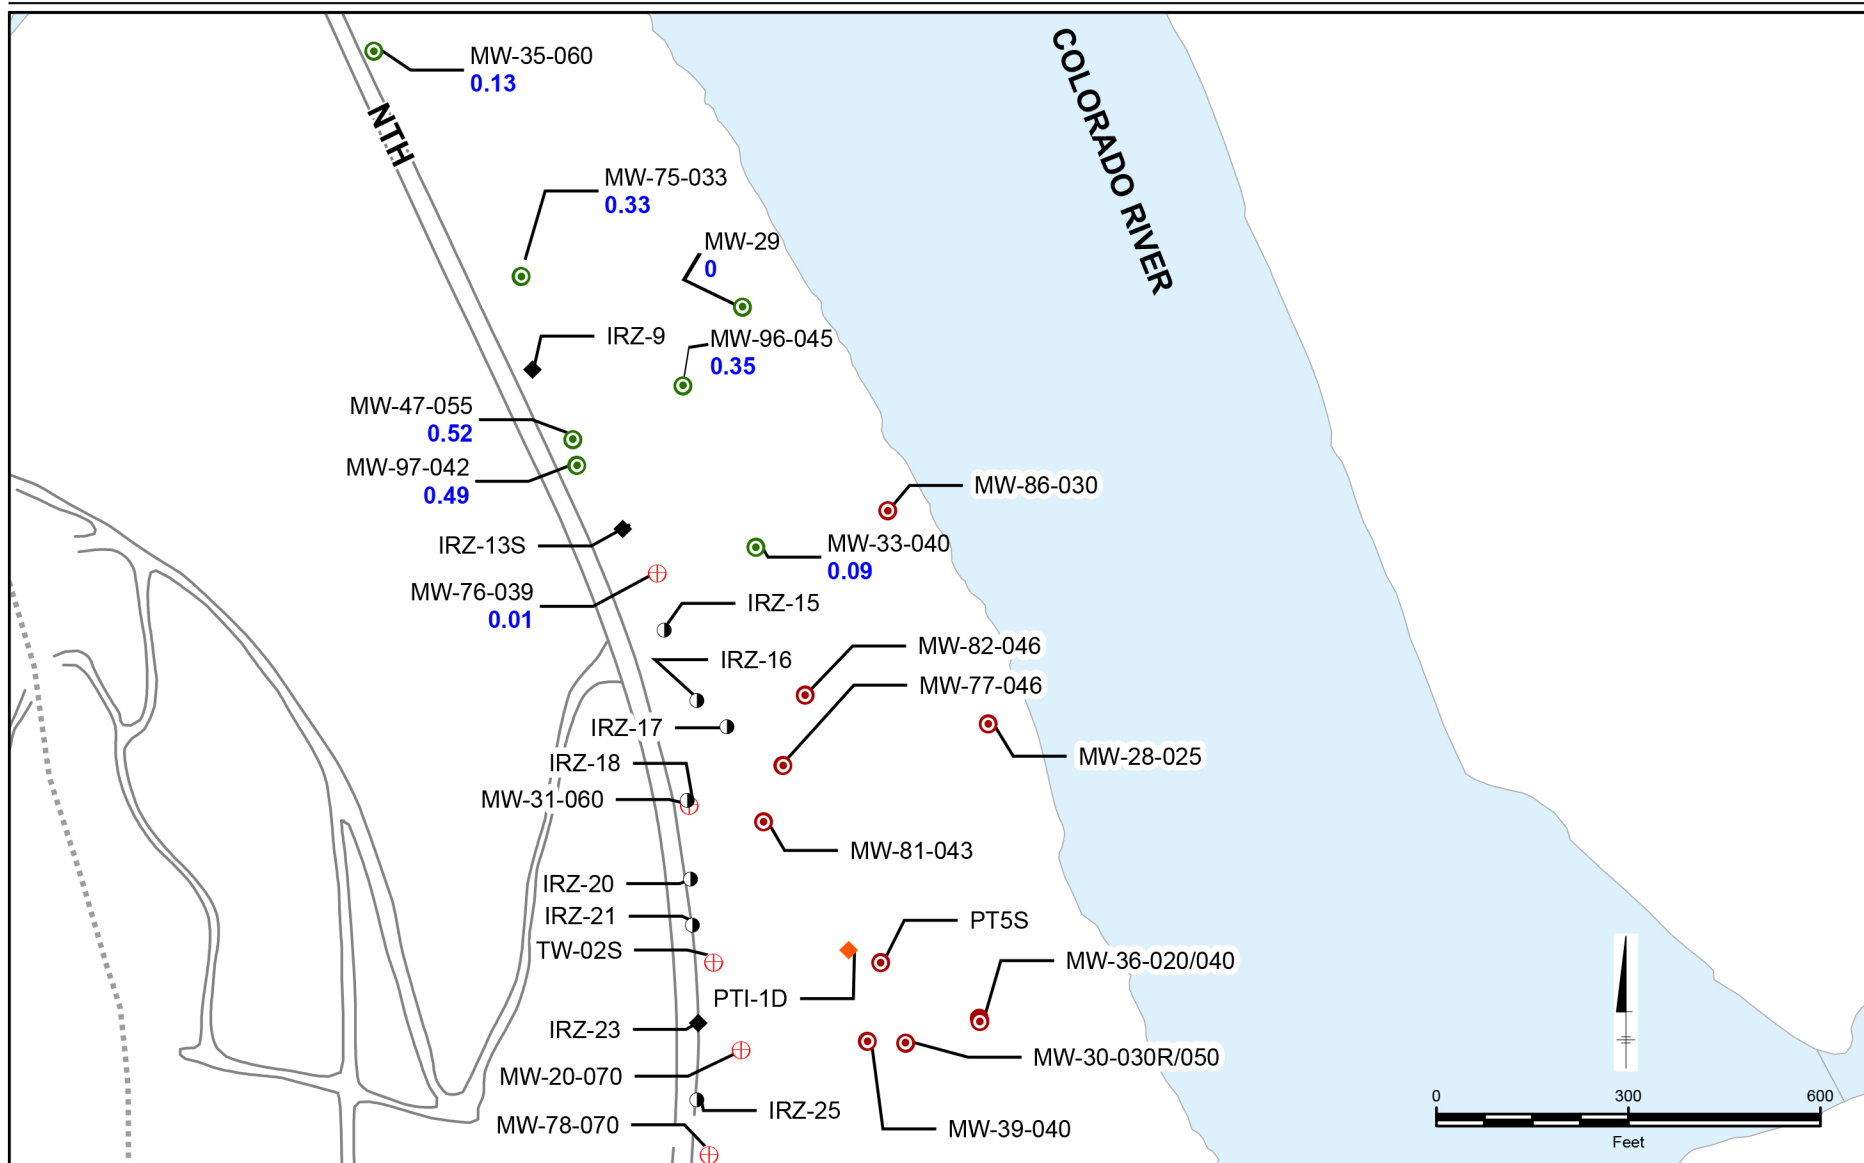 MW-35-060
0.13
COLORADO RIVER
NTH
MW-75-033
0.33
MW-29
0
IRZ-9
MW-96-045
0.35
MW-47-055
0.52
MW-97-042
0.49
MW-86-030
IRZ-13S
MW-33-040
0.09
MW-76-039
0.01
IRZ-15
IRZ-16
MW-82-046
MW-77-046
IRZ-17
MW-28-025
IRZ-18
MW-31-060
MW-81-043
IRZ-20
IRZ-21
PT5S
TW-02S
MW-36-020/040
PTI-1D
IRZ-23
MW-30-030R/050
MW-20-070
IRZ-25
MW-78-070
MW-39-040
0 300 600
Feet